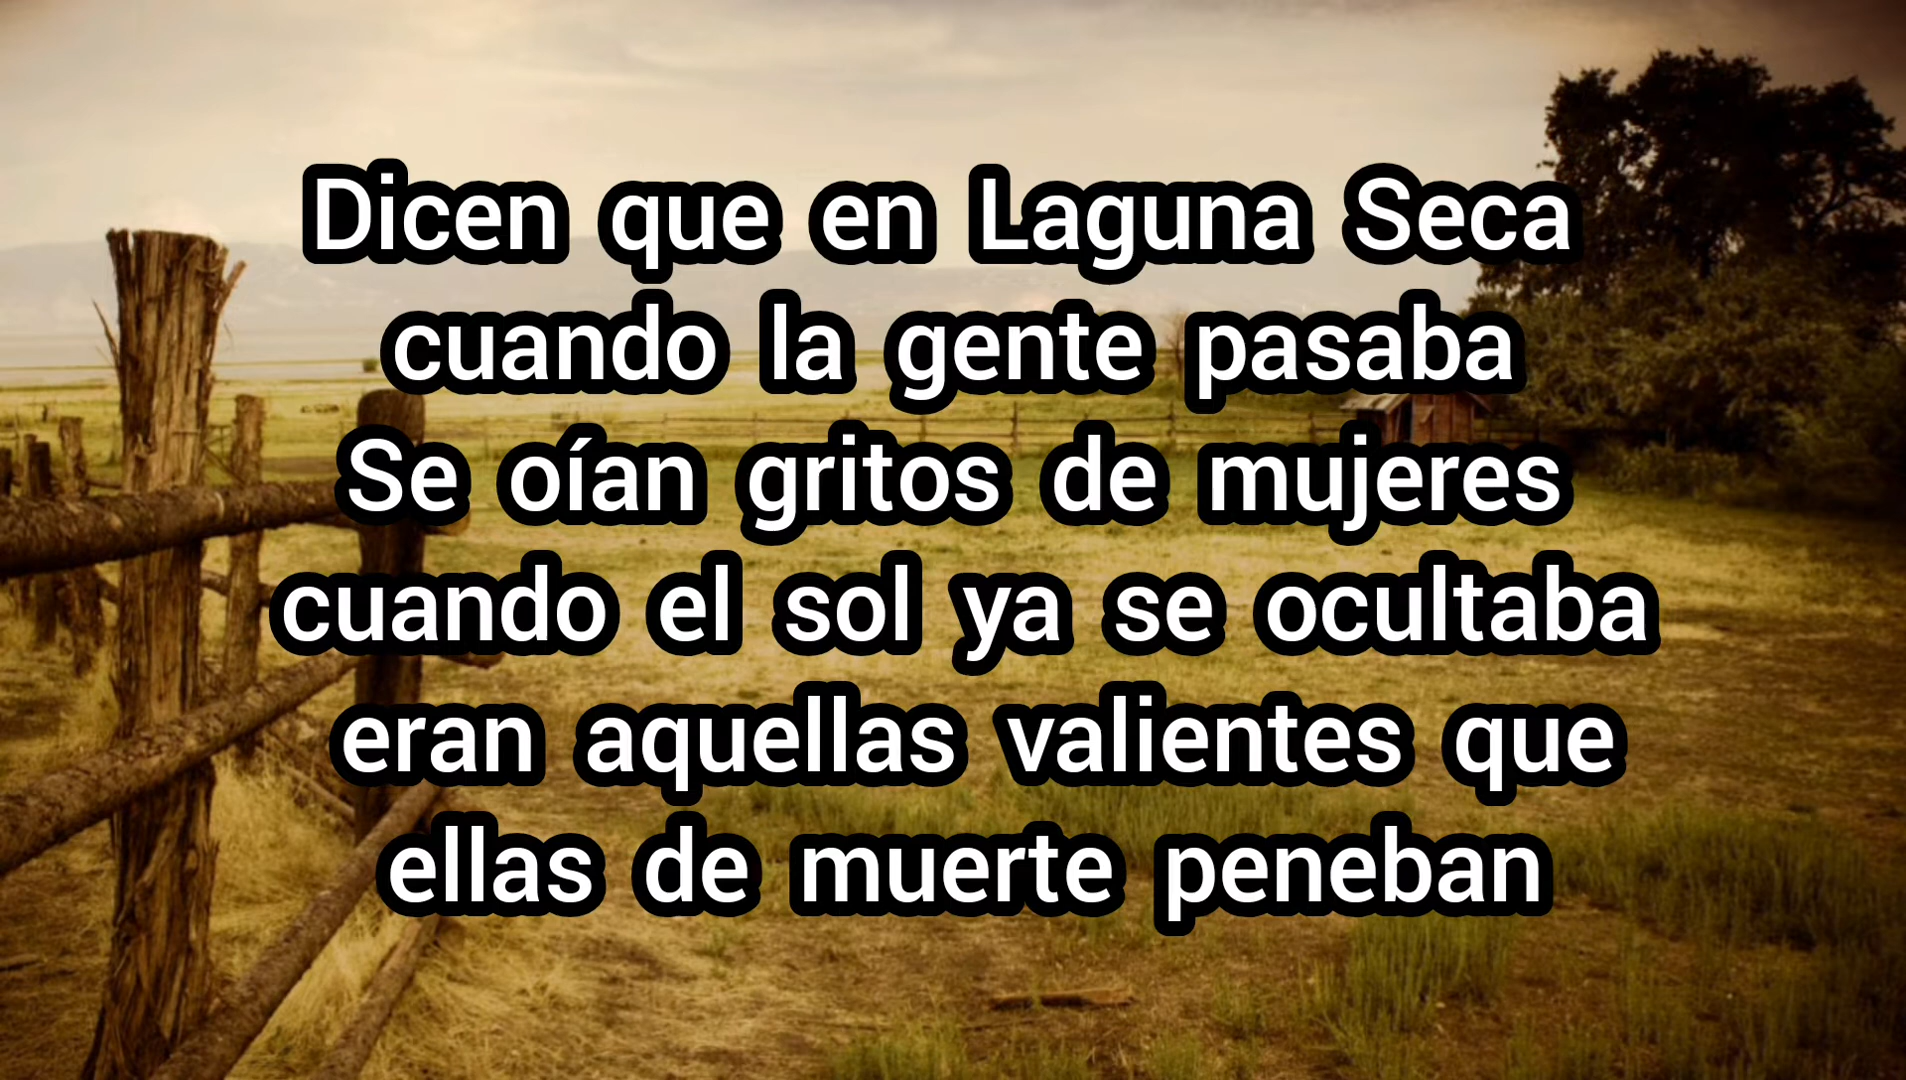 Dicen que en Laguna Seca
cuando la gente pasaba
Se oían gritos de mujeres
cuando el sol ya se ocultaba
eran aquellas valientes que
ellas de muerte peneban